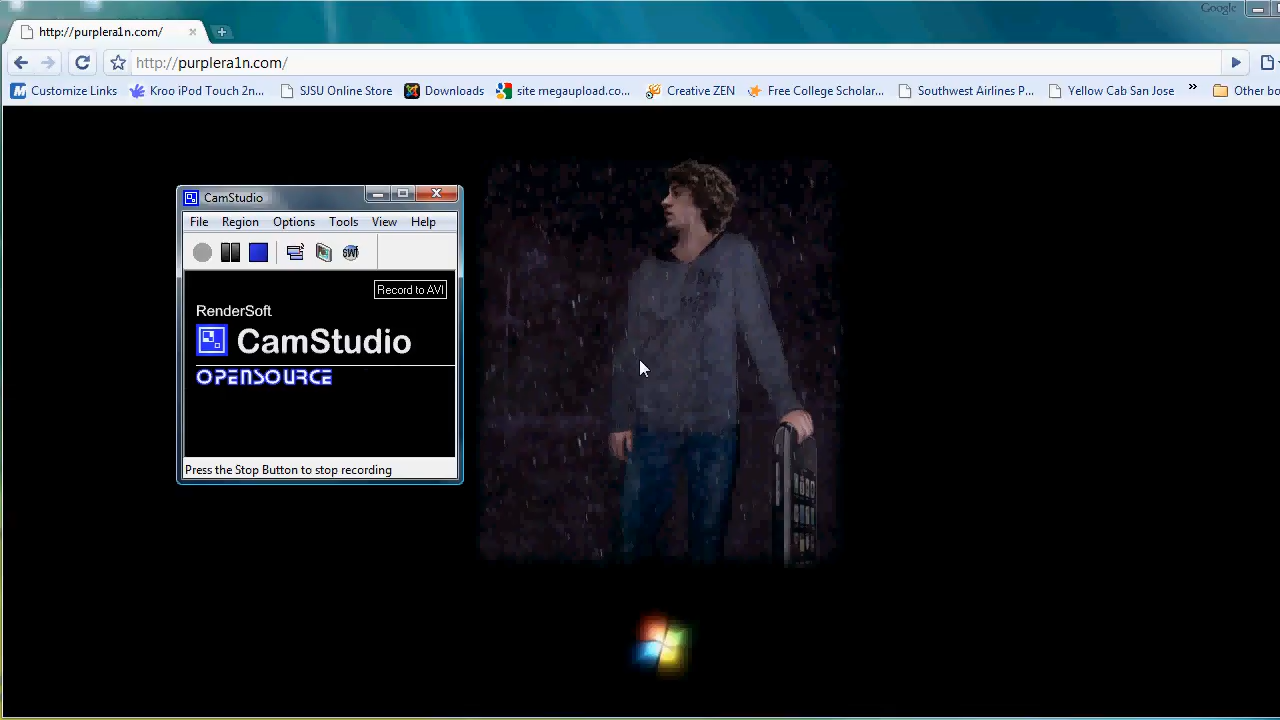 Google
http://purplera1n.com/
http://purplera1n.com/
Customize Links
Kroo iPod Touch 2n...
SJSU Online Store
Downloads
site megaupload.co...
Creative ZEN
Free College Scholar...
Southwest Airlines P...
Yellow Cab San Jose
»
Other bo
CamStudio
File Region Options Tools View Help
Record to AVI
RenderSoft
CamStudio
OPENSOURCE
Press the Stop Button to stop recording